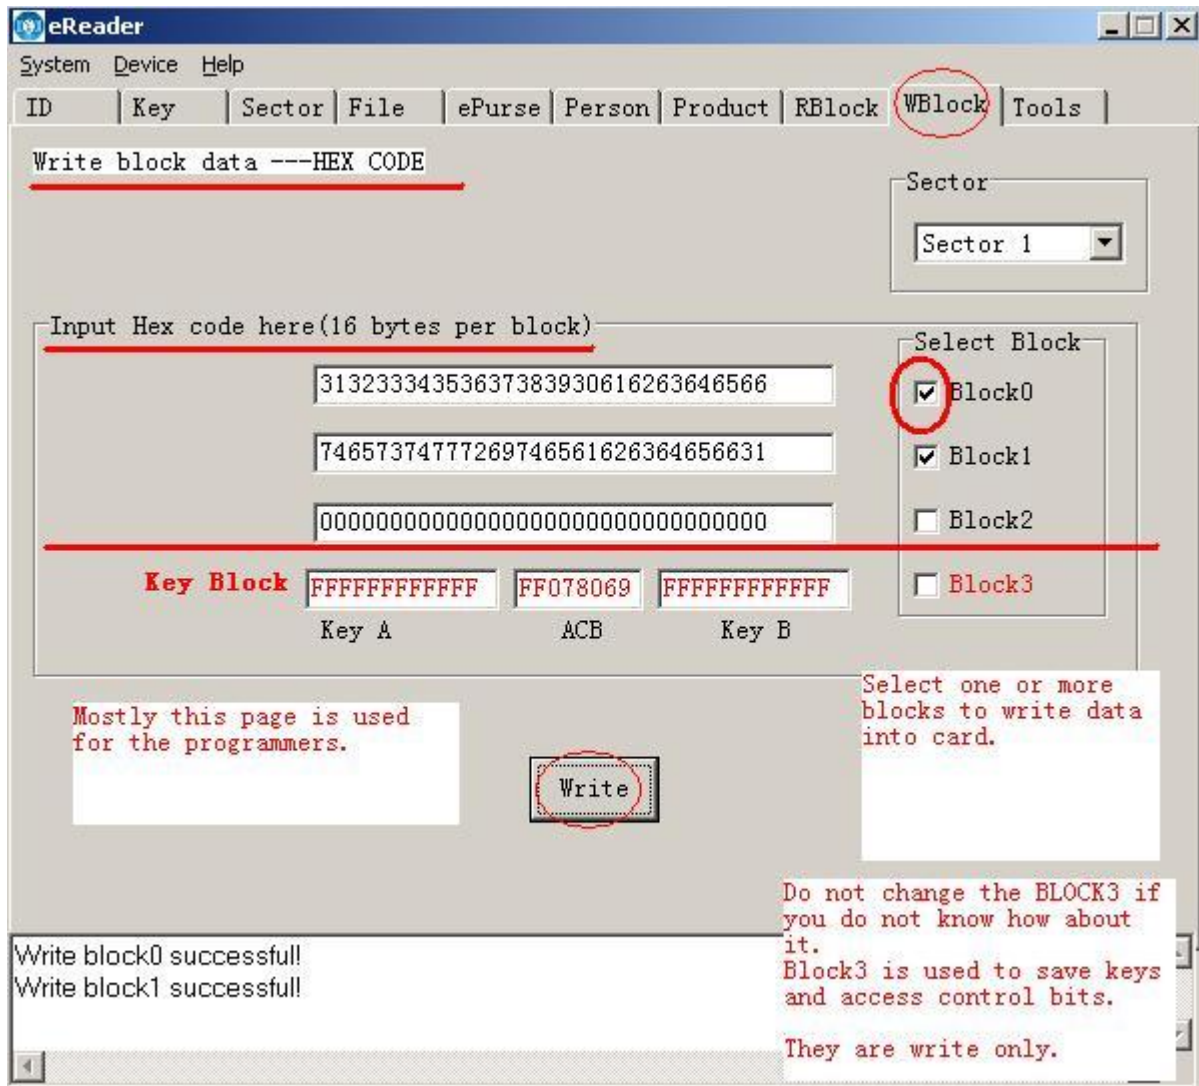 eReader
System Device Help
ID Key Sector File ePurse Person Product RBlock WBlock Tools
Write block data ---HEX CODE
Sector
Sector 1
Input Hex code here(16 bytes per block)
Select Block
31323334353637383930616263646566
Block0
74657374777269746561626364656631
Block1
00000000000000000000000000000000
Block2
Key Block FFFFFFFFFFFF FF078069 FFFFFFFFFFFF
Block3
Key A ACB Key B
Mostly this page is used
for the programmers.
Select one or more
blocks to write data
into card.
Write
Do not change the BLOCK3 if
you do not know how about
it.
Block3 is used to save keys
and access control bits.
They are write only.
Write block0 successful!
Write block1 successful!